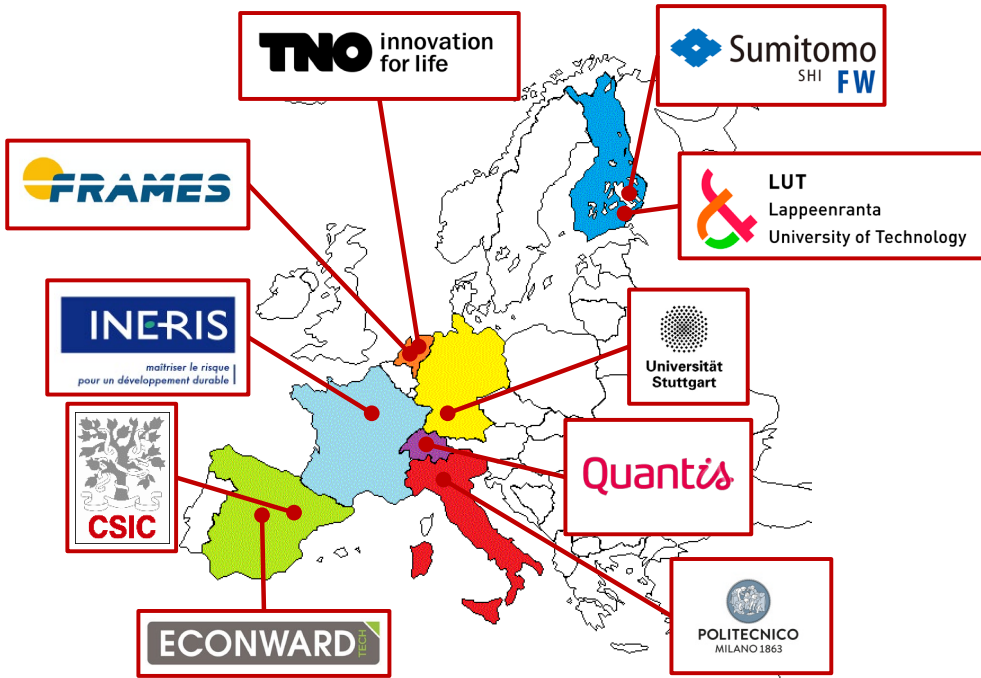 TNO innovation
for life
Sumitomo
SHI FW
FRAMES
LUT
Lappeenranta
University of Technology
INERIS
maîtriser le risque
pour un développement durable
Universität
Stuttgart
CSIC
Quantis
ECONWARD TECH
POLITECNICO
MILANO 1863